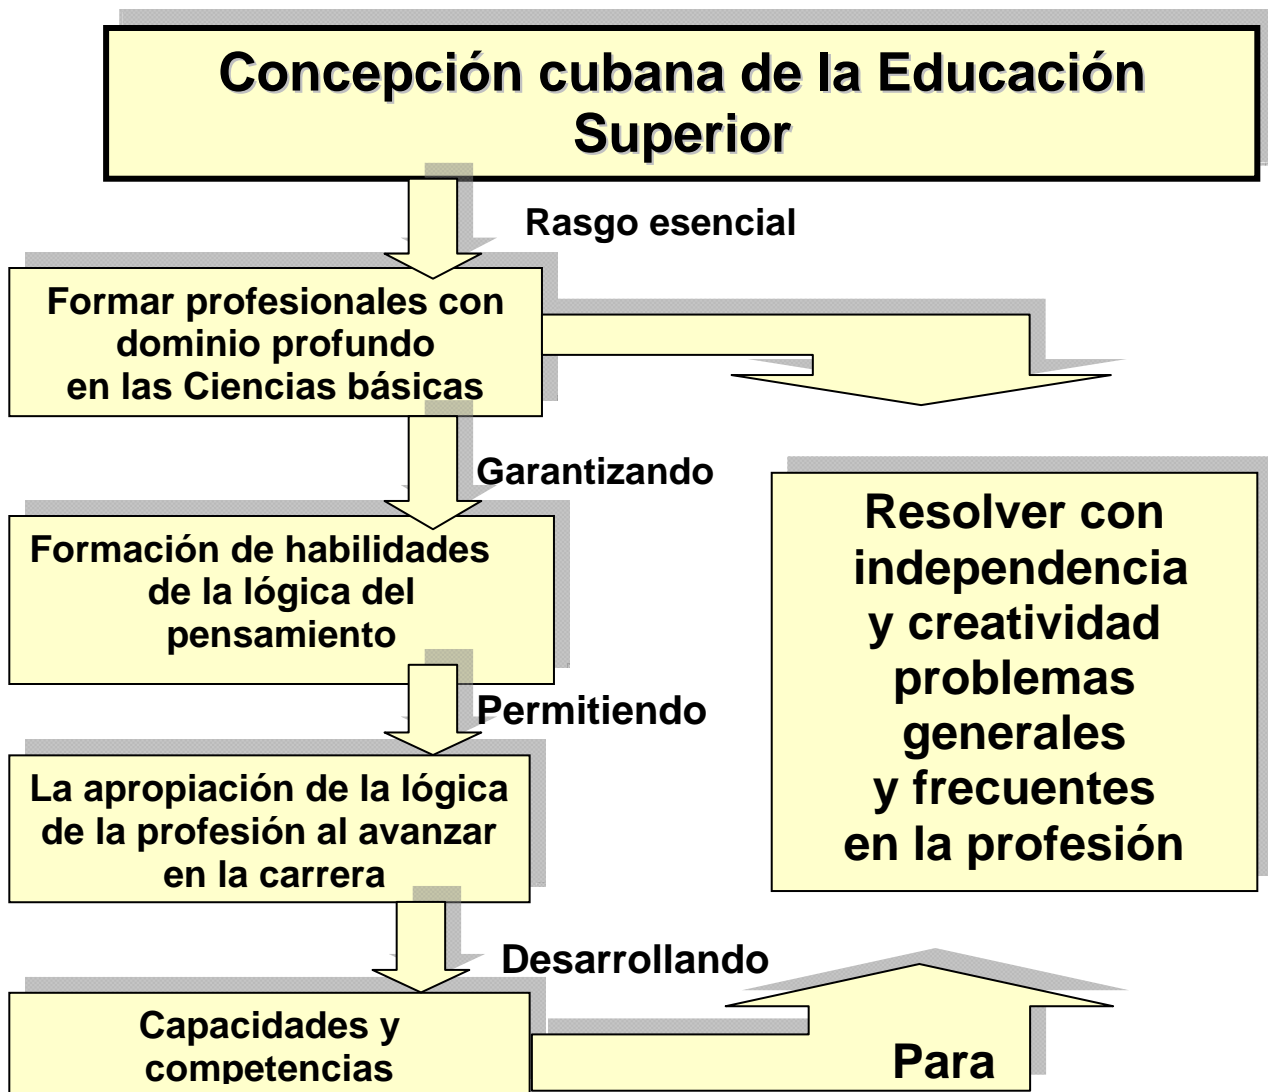 Concepción cubana de la Educación
Superior
Rasgo esencial
Formar profesionales con
dominio profundo
en las Ciencias básicas
Garantizando
Formación de habilidades
de la lógica del
pensamiento
Permitiendo
La apropiación de la lógica
de la profesión al avanzar
en la carrera
Desarrollando
Capacidades y
competencias
Para
Resolver con
independencia
y creatividad
problemas
generales
y frecuentes
en la profesión